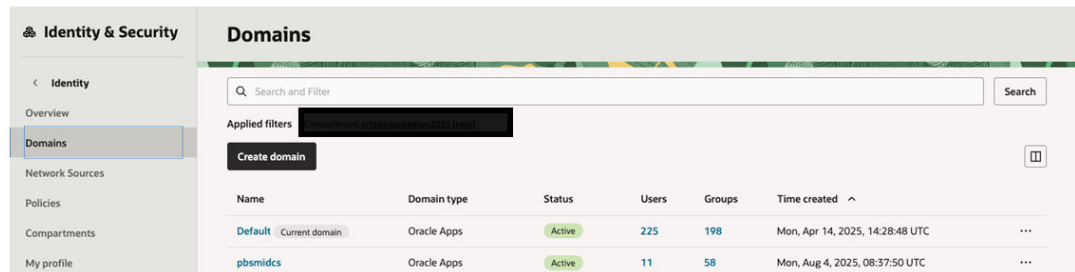 Identity & Security
Domains
Identity
Search and Filter
Search
Overview
Applied filters
Domains
Create domain
Network Sources
Name Domain type Status Users Groups Time created
Policies
Compartments
Default Current domain Oracle Apps Active 225 198 Mon, Apr 14, 2025, 14:28:48 UTC
My profile
pbsmidcs Oracle Apps Active 11 58 Mon, Aug 4, 2025, 08:37:50 UTC